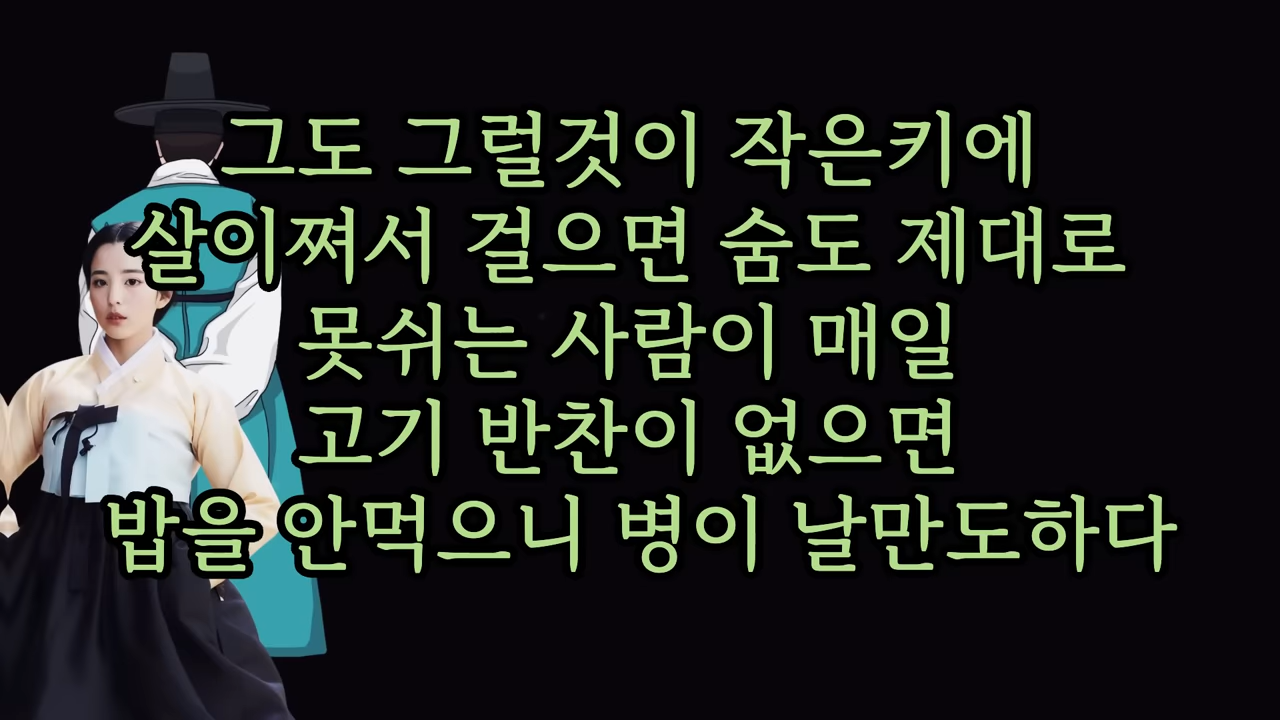 그도 그럴것이 작은키에
살이쪄서 걸으면 숨도 제대로
못쉬는 사람이 매일
고기 반찬이 없으면
밥을 안먹으니 병이 날만도하다